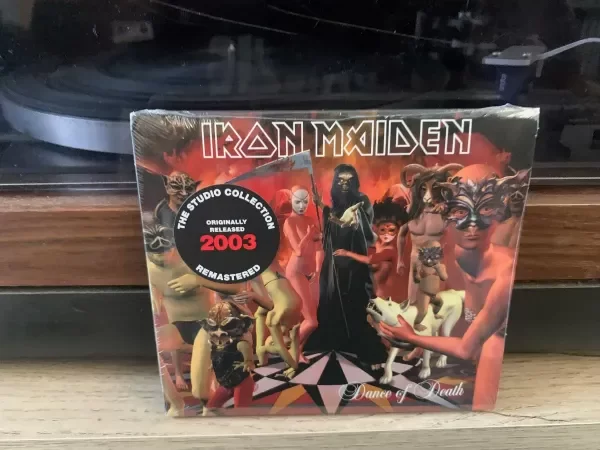 IRON MAIDEN
THE STUDIO COLLECTION
ORIGINALLY
RELEASED
2003
REMASTERED
Dance of Death